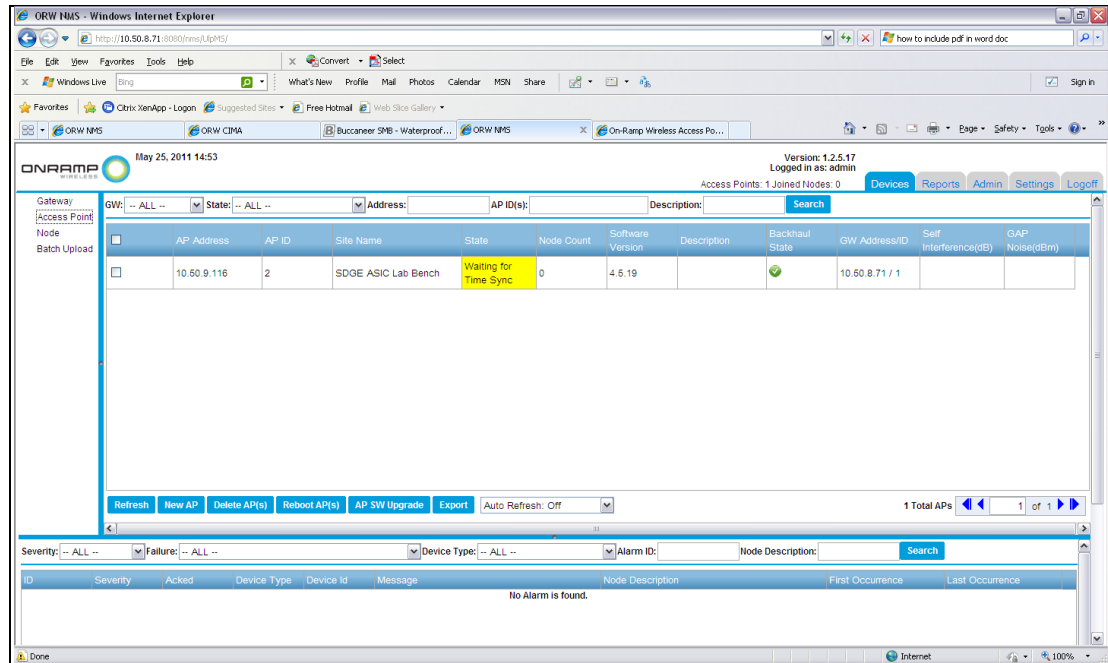 ORW NMS - Windows Internet Explorer
http://10.50.8.71:8080/nms/UlpMS/
how to include pdf in word doc
File Edit View Favorites Tools Help x Convert Select
x Windows Live Bing What's New Profile Mail Photos Calendar MSN Share Sign in
Favorites Citrix XenApp - Logon Suggested Sites Free Hotmail Web Slice Gallery
ORW NMS ORW CIMA Buccaneer SMB - Waterproof... ORW NMS x On-Ramp Wireless Access Po... Page Safety Tools »
ONRAMP WIRELESS
May 25, 2011 14:53
Version: 1.2.5.17
Logged in as: admin
Access Points: 1 Joined Nodes: 0
Devices Reports Admin Settings Logoff
Gateway
Access Point
Node
Batch Upload
GW: -- ALL -- State: -- ALL -- Address: AP ID(s): Description: Search
AP Address AP ID Site Name State Node Count Software Version Description Backhaul State GW Address/ID Self Interference(dB) GAP Noise(dBm)
10.50.9.116 2 SDGE ASIC Lab Bench Waiting for Time Sync 0 4.5.19 10.50.8.71 / 1
Refresh New AP Delete AP(s) Reboot AP(s) AP SW Upgrade Export Auto Refresh: Off 1 Total APs 1 of 1
Severity: -- ALL -- Failure: -- ALL -- Device Type: -- ALL -- Alarm ID: Node Description: Search
ID Severity Acked Device Type Device Id Message Node Description First Occurrence Last Occurrence
No Alarm is found.
Done Internet 100%